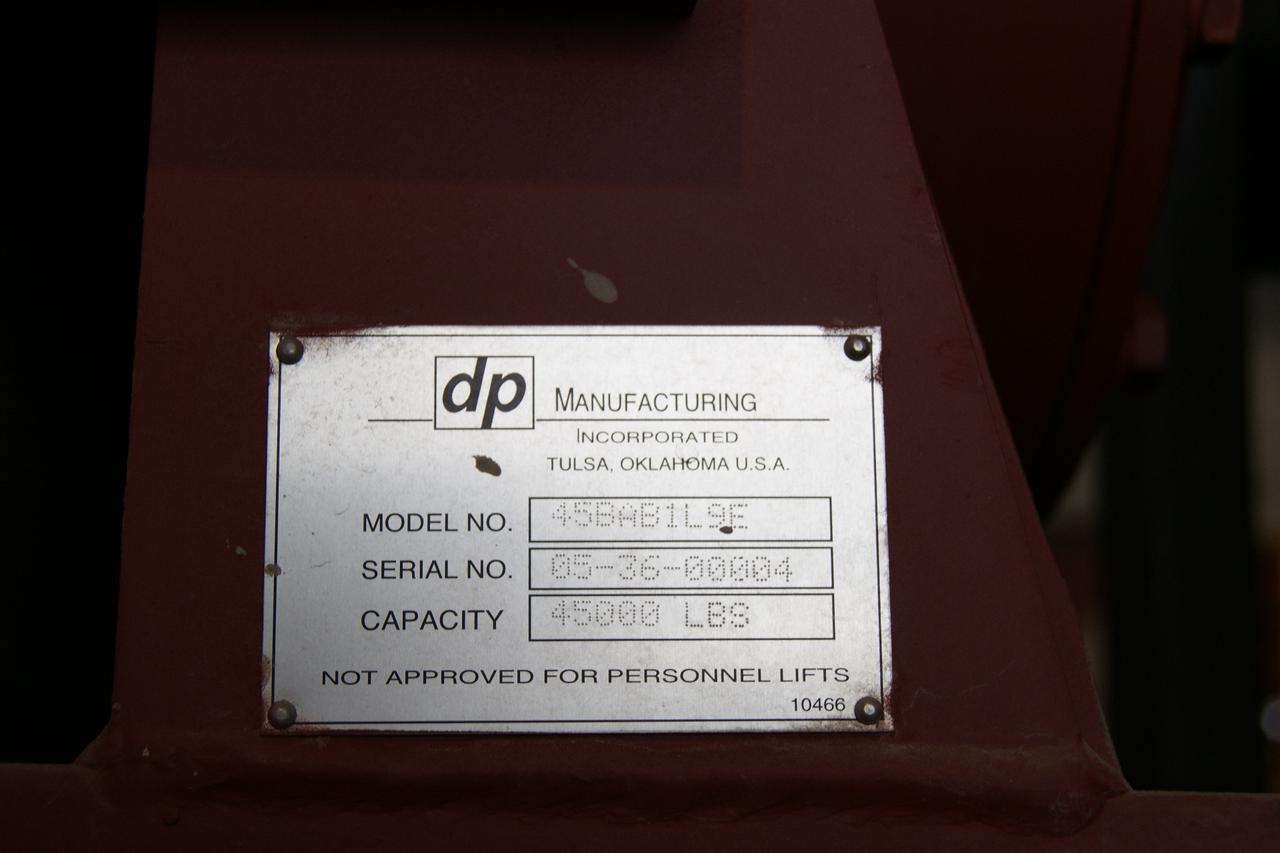 dp MANUFACTURING
INCORPORATED
TULSA, OKLAHOMA U.S.A.
MODEL NO. 45BAB1L9E
SERIAL NO. 05-36-00004
CAPACITY 45000 LBS
NOT APPROVED FOR PERSONNEL LIFTS
10466